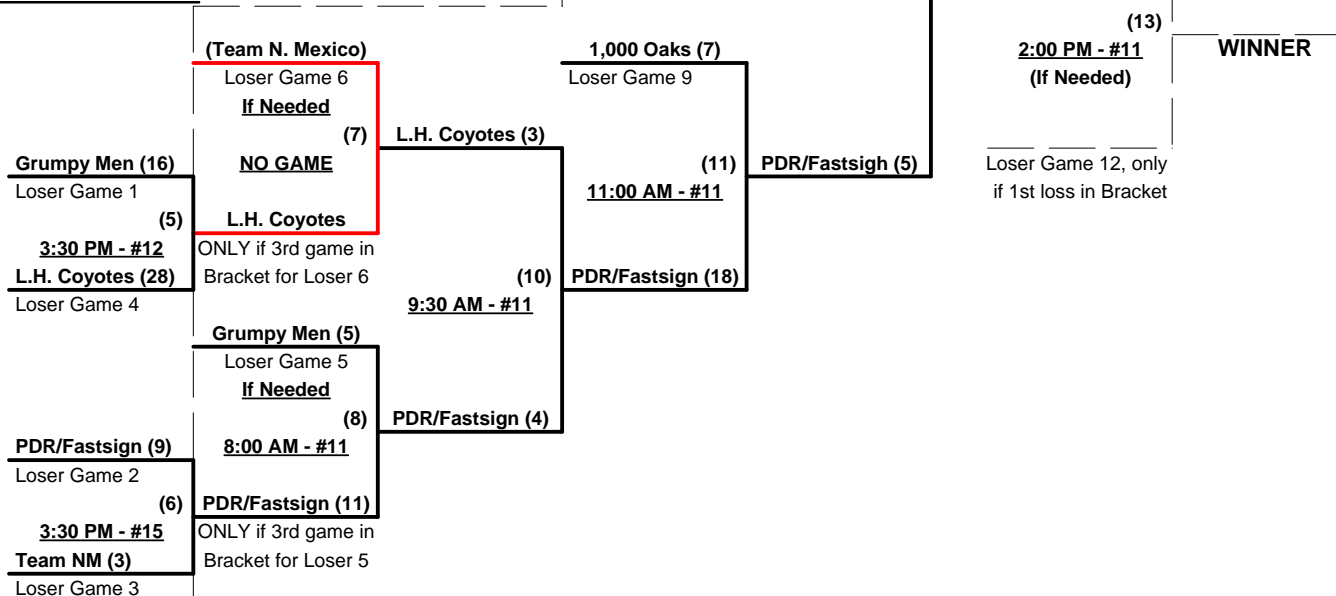 (13)
(Team N. Mexico)
1,000 Oaks (7)
2:00 PM - #11
WINNER
Loser Game 6
Loser Game 9
(If Needed)
If Needed
(7)
L.H. Coyotes (3)
Grumpy Men (16)
NO GAME
(11)
PDR/Fastsigh (5)
Loser Game 12, only
Loser Game 1
11:00 AM - #11
if 1st loss in Bracket
(5)
L.H. Coyotes
3:30 PM - #12
ONLY if 3rd game in
L.H. Coyotes (28)
Bracket for Loser 6
(10)
PDR/Fastsign (18)
Loser Game 4
9:30 AM - #11
Grumpy Men (5)
Loser Game 5
If Needed
(8)
PDR/Fastsign (4)
PDR/Fastsign (9)
8:00 AM - #11
Loser Game 2
(6)
PDR/Fastsign (11)
3:30 PM - #15
ONLY if 3rd game in
Team NM (3)
Bracket for Loser 5
Loser Game 3